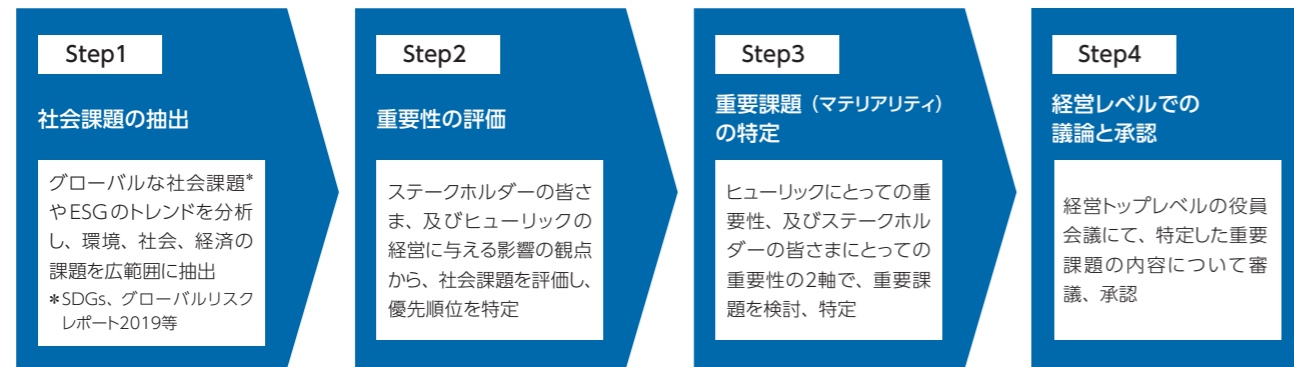 Step1
社会課題の抽出
グローバルな社会課題*
やESGのトレンドを分析
し、環境、社会、経済の
課題を広範囲に抽出
*SDGs、グローバルリスク
レポート2019等
Step2
重要性の評価
ステークホルダーの皆さ
ま、及びヒューリックの
経営に与える影響の観点
から、社会課題を評価し、
優先順位を特定
Step3
重要課題（マテリアリティ）
の特定
ヒューリックにとっての重
要性、及びステークホル
ダーの皆さまにとっての
重要性の2軸で、重要課
題を検討、特定
Step4
経営レベルでの
議論と承認
経営トップレベルの役員
会議にて、特定した重要
課題の内容について審
議、承認